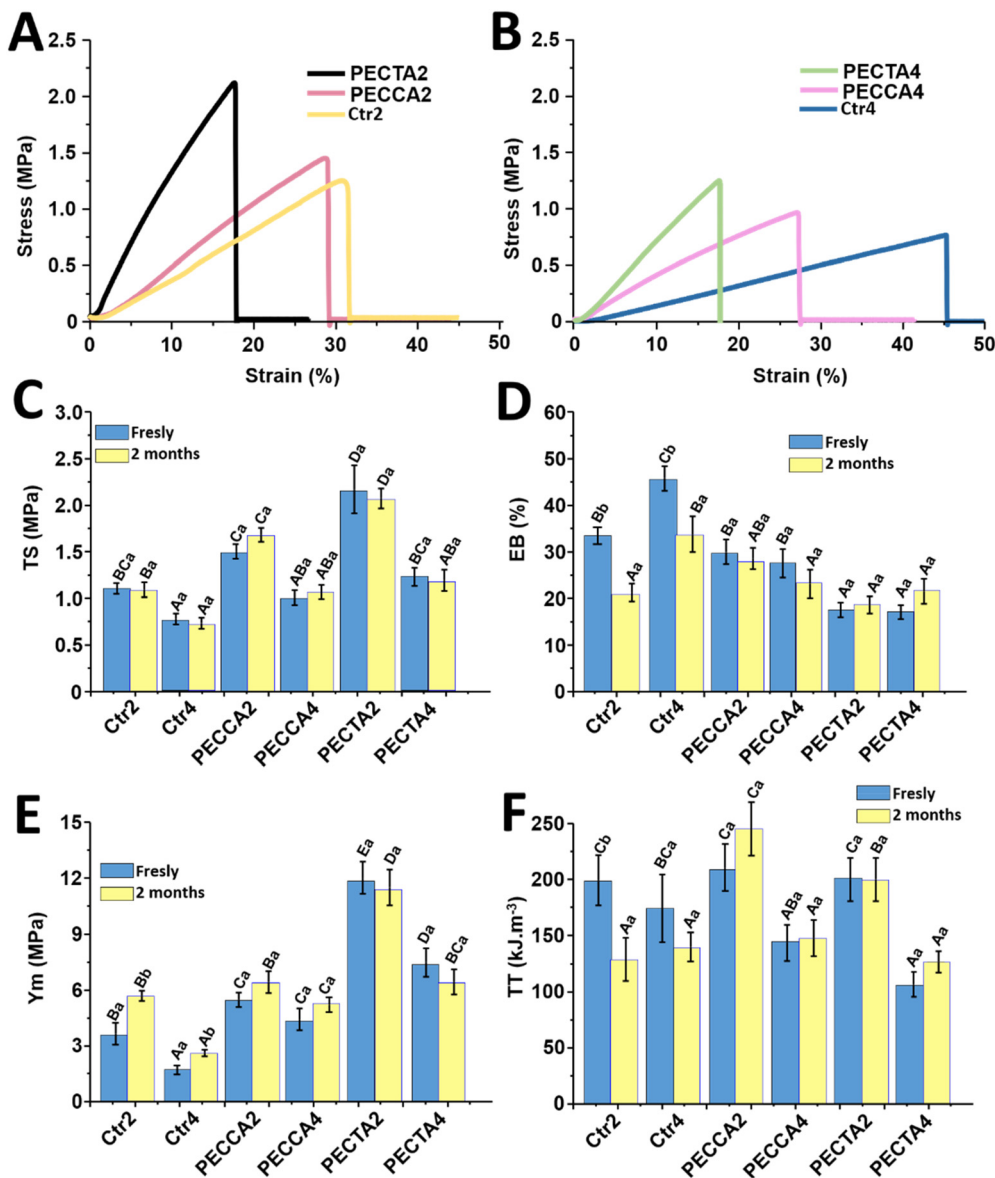 A
2.5
2.0
1.5
1.0
0.5
0
Stress (MPa)
PECTA2
PECCA2
Ctr2
0 10 20 30 40 50
Strain (%)
B
2.5
2.0
1.5
1.0
0.5
0
Stress (MPa)
PECTA4
PECCA4
Ctr4
0 10 20 30 40 50
Strain (%)
C
3.0
2.5
2.0
1.5
1.0
0.5
0
TS (MPa)
Fresly
2 months
BCa Ba Aa Aa Ca Ca ABa ABa Da Da BCa ABa
Ctr2 Ctr4 PECCA2 PECCA4 PECTA2 PECTA4
D
60
50
40
30
20
10
0
EB (%)
Fresly
2 months
Bb Aa Cb Ba Ba ABa Ba Aa Aa Aa Aa Aa
Ctr2 Ctr4 PECCA2 PECCA4 PECTA2 PECTA4
E
15
12
9
6
3
0
Ym (MPa)
Fresly
2 months
Ba Bb Aa Ab Ca Ba Ca Ca Ea Da Da BCa
Ctr2 Ctr4 PECCA2 PECCA4 PECTA2 PECTA4
F
250
200
150
100
50
0
TT (kJ.m-3)
Fresly
2 months
Cb Aa BCa Aa Ca Ca ABa Aa Ca Ba Aa Aa
Ctr2 Ctr4 PECCA2 PECCA4 PECTA2 PECTA4